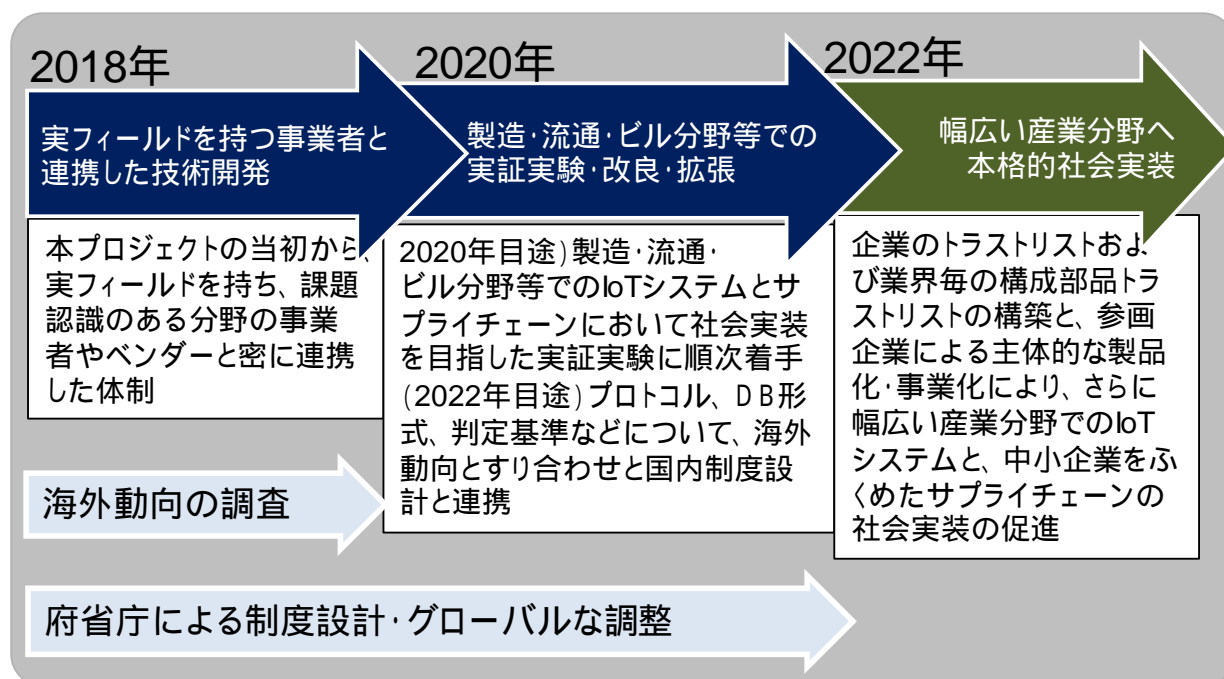 2018年
実フィールドを持つ事業者と
連携した技術開発
本プロジェクトの当初から、
実フィールドを持ち、課題
認識のある分野の事業
者やベンダーと密に連携
した体制
2020年
製造・流通・ビル分野等での
実証実験・改良・拡張
2020年目途)製造・流通・
ビル分野等でのIoTシステムとサ
プライチェーンにおいて社会実装
を目指した実証実験に順次着手
(2022年目途)プロトコル、DB形
式、判定基準などについて、海外
動向とすり合わせと国内制度設
計と連携
2022年
幅広い産業分野へ
本格的社会実装
企業のトラストリストおよ
び業界毎の構成部品トラ
ストリストの構築と、参画
企業による主体的な製品
化・事業化により、さらに
幅広い産業分野でのIoT
システムと、中小企業をふ
くめたサプライチェーンの
社会実装の促進
海外動向の調査
府省庁による制度設計・グローバルな調整